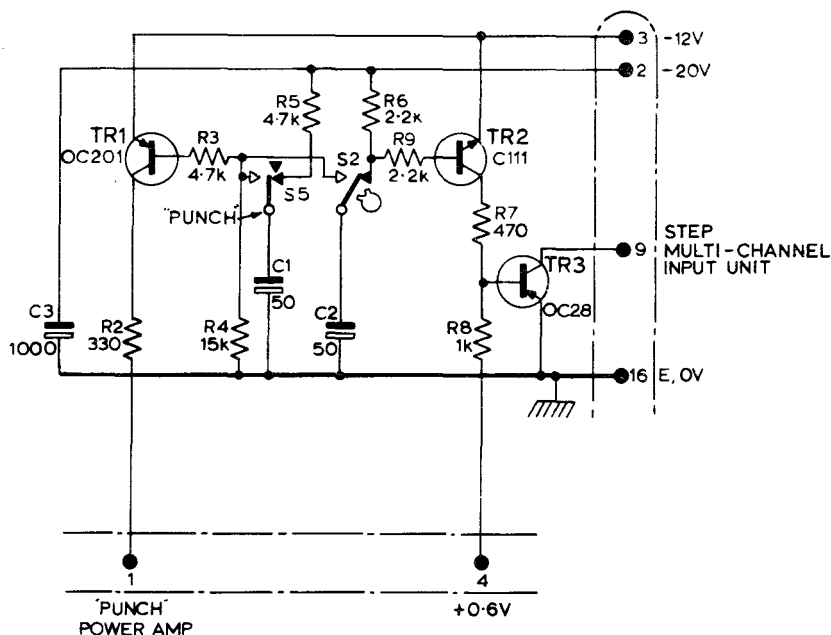 3 -12V
2 -20V
R5
4.7k
R6
2.2k
TR1
OC201
R3
4.7k
S2
R9
2.2k
TR2
C111
S5
"PUNCH"
R7
470
9
STEP
MULTI-CHANNEL
INPUT UNIT
TR3
OC28
C1
50
C3
1000
R2
330
R4
15k
C2
50
R8
1k
16 E, 0V
1
4
"PUNCH"
POWER AMP
+0·6V